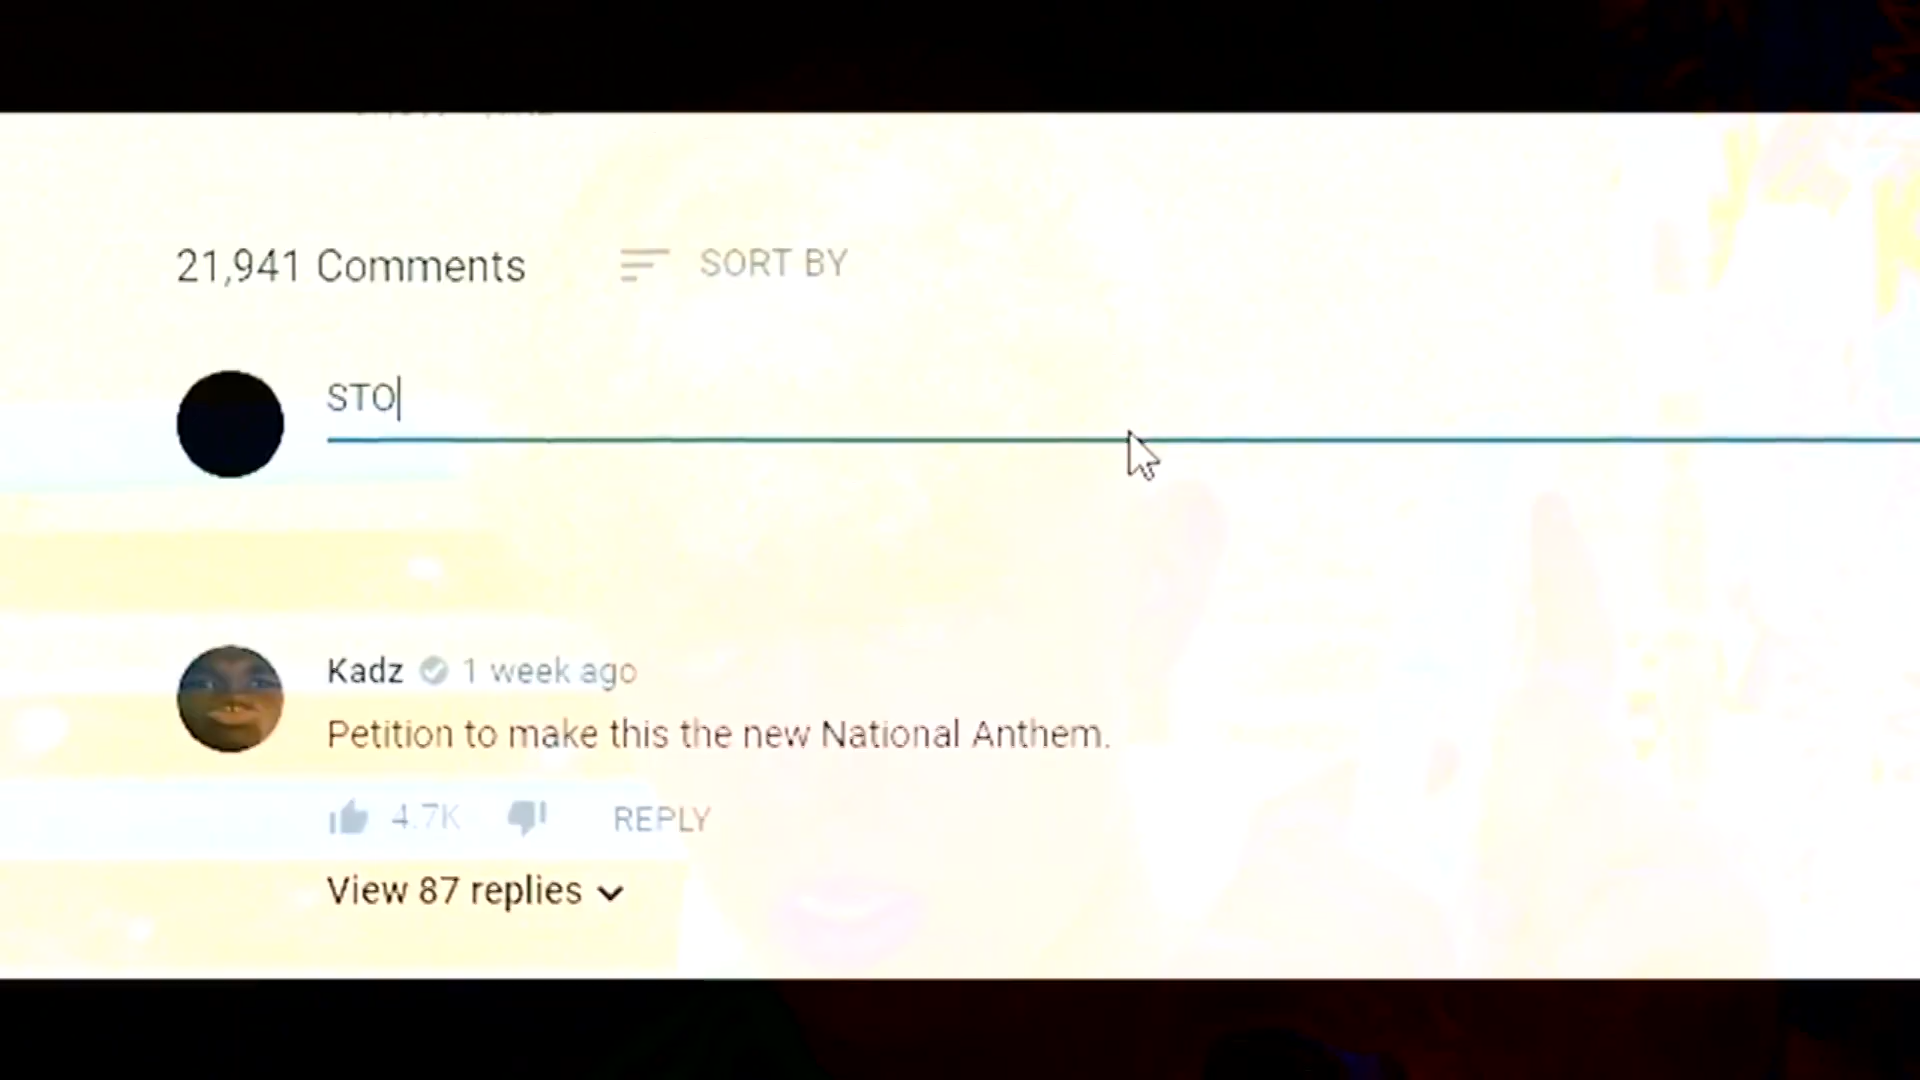 21,941 Comments
SORT BY
STO
Kadz 1 week ago
Petition to make this the new National Anthem.
4.7K REPLY
View 87 replies